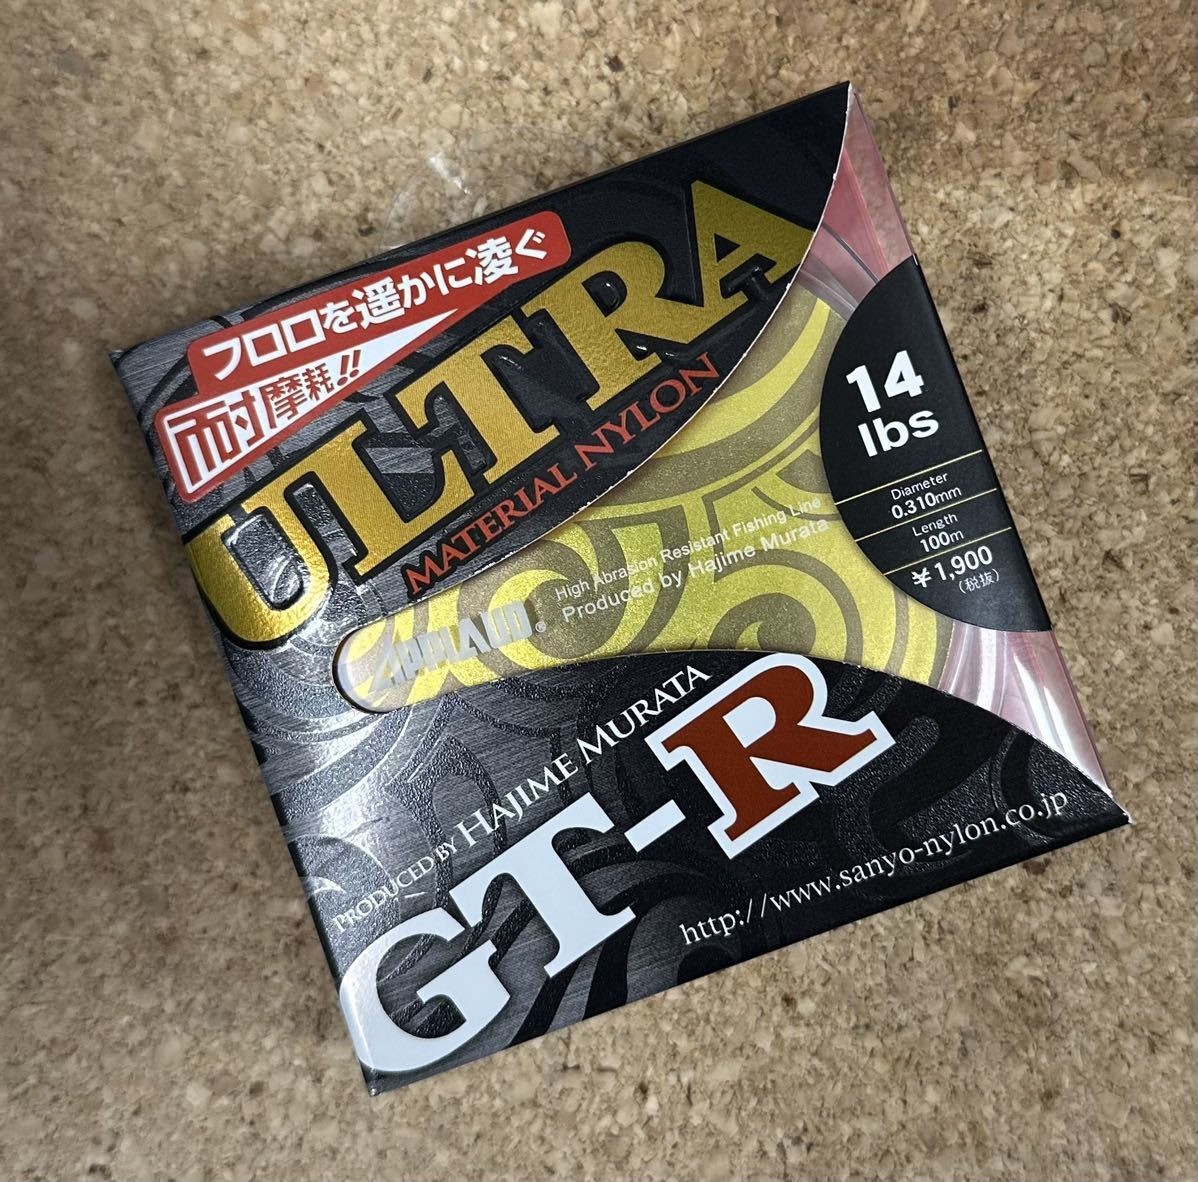 フロロを遥かに凌ぐ
耐摩耗!!
ULTRA
MATERIAL NYLON
14
lbs
Diameter
0.310mm
Length
100m
¥1,900
(税抜)
High Abrasion Resistant Fishing Line
Produced by Hajime Murata
APPLAUD®
PRODUCED BY HAJIME MURATA
GT-R
http://www.sanyo-nylon.co.jp